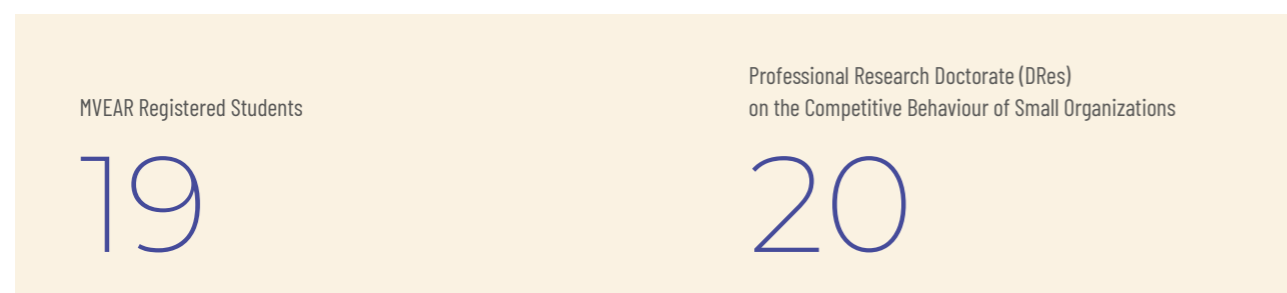 MVEAR Registered Students
19
Professional Research Doctorate (DRes)
on the Competitive Behaviour of Small Organizations
20